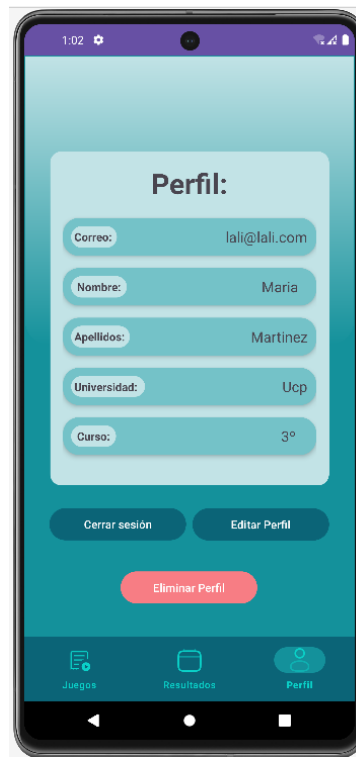 1:02
Perfil:
Correo: lali@lali.com
Nombre: Maria
Apellidos: Martinez
Universidad: Ucp
Curso: 3º
Cerrar sesión Editar Perfil
Eliminar Perfil
Juegos Resultados Perfil